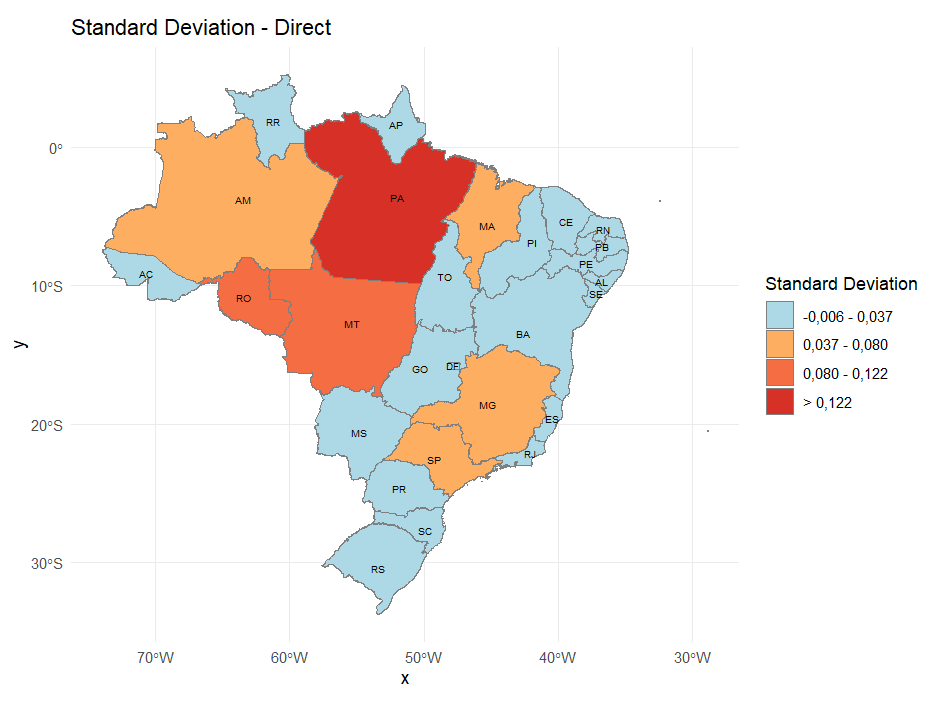 Standard Deviation - Direct
RR
AP
0°
AM
PA
MA
CE
RN
PI
PB
PE
AC
TO
AL
10°S
RO
SE
MT
BA
GO
DF
MG
ES
20°S
MS
RJ
SP
PR
SC
30°S
RS
70°W
60°W
50°W
40°W
30°W
x
y
Standard Deviation
-0,006 - 0,037
0,037 - 0,080
0,080 - 0,122
> 0,122